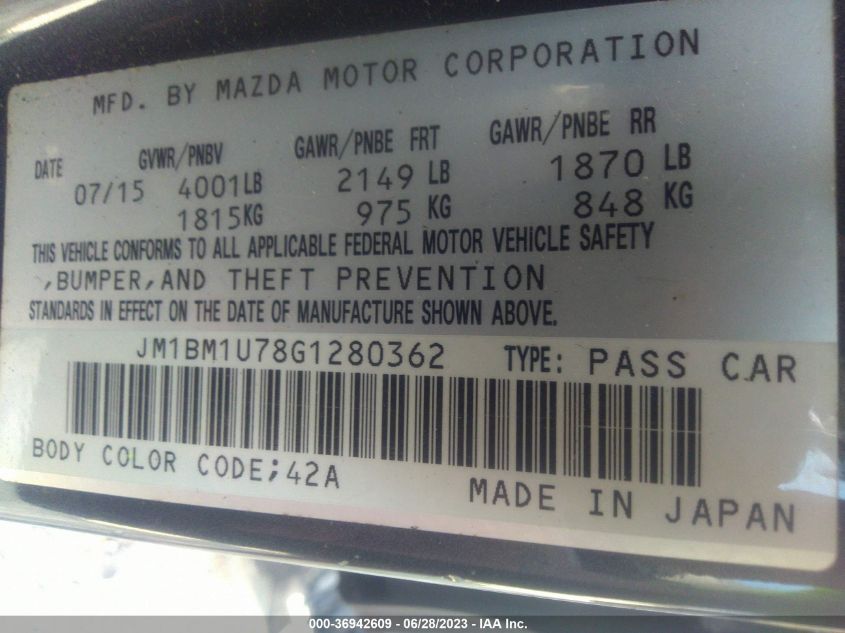 MFD. BY MAZDA MOTOR CORPORATION
DATE GVWR/PNBV GAWR/PNBE FRT GAWR/PNBE RR
07/15 4001LB 2149 LB 1870 LB
1815KG 975 KG 848 KG
THIS VEHICLE CONFORMS TO ALL APPLICABLE FEDERAL MOTOR VEHICLE SAFETY
,BUMPER,AND THEFT PREVENTION
STANDARDS IN EFFECT ON THE DATE OF MANUFACTURE SHOWN ABOVE.
JM1BM1U78G1280362 TYPE: PASS CAR
BODY COLOR CODE;42A
MADE IN JAPAN
000-36942609 - 06/28/2023 - IAA Inc.